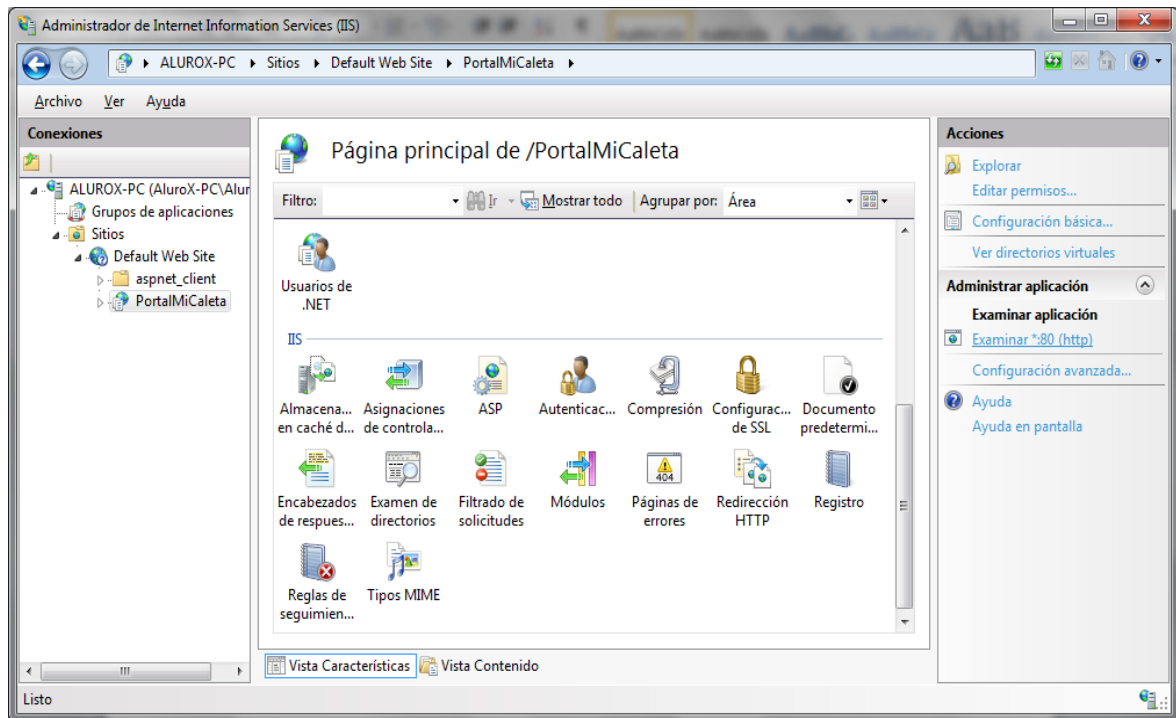 Administrador de Internet Information Services (IIS)
ALUROX-PC Sitios Default Web Site PortalMiCaleta
Archivo Ver Ayuda
Conexiones
ALUROX-PC (AluroX-PC\Alur
Grupos de aplicaciones
Sitios
Default Web Site
aspnet_client
PortalMiCaleta
Página principal de /PortalMiCaleta
Filtro: Ir Mostrar todo Agrupar por: Área
Usuarios de
.NET
IIS
Almacena... Asignaciones ASP Autenticac... Compresión Configurac... Documento
en caché d... de controla... de SSL predetermi...
Encabezados Examen de Filtrado de Módulos Páginas de Redirección Registro
de respues... directorios solicitudes errores HTTP
Reglas de Tipos MIME
seguimien...
Vista Características Vista Contenido
Acciones
Explorar
Editar permisos...
Configuración básica...
Ver directorios virtuales
Administrar aplicación
Examinar aplicación
Examinar *:80 (http)
Configuración avanzada...
Ayuda
Ayuda en pantalla
Listo